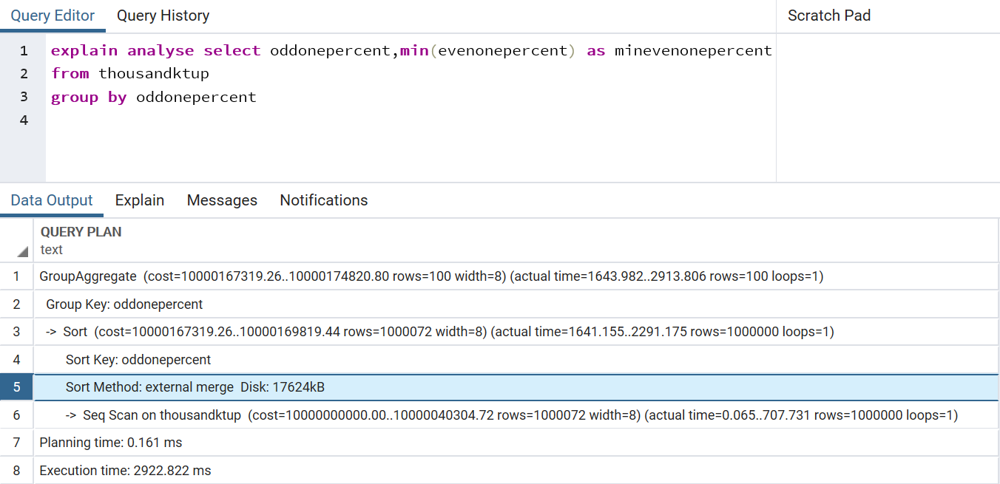 Query Editor Query History Scratch Pad
1 explain analyse select oddonepercent,min(evenonepercent) as minevenonepercent
2 from thousandktup
3 group by oddonepercent
4
Data Output Explain Messages Notifications
QUERY PLAN
text
1 GroupAggregate (cost=10000167319.26..10000174820.80 rows=100 width=8) (actual time=1643.982..2913.806 rows=100 loops=1)
2 Group Key: oddonepercent
3 -> Sort (cost=10000167319.26..10000169819.44 rows=1000072 width=8) (actual time=1641.155..2291.175 rows=1000000 loops=1)
4 Sort Key: oddonepercent
5 Sort Method: external merge Disk: 17624kB
6 -> Seq Scan on thousandktup (cost=10000000000.00..10000040304.72 rows=1000072 width=8) (actual time=0.065..707.731 rows=1000000 loops=1)
7 Planning time: 0.161 ms
8 Execution time: 2922.822 ms